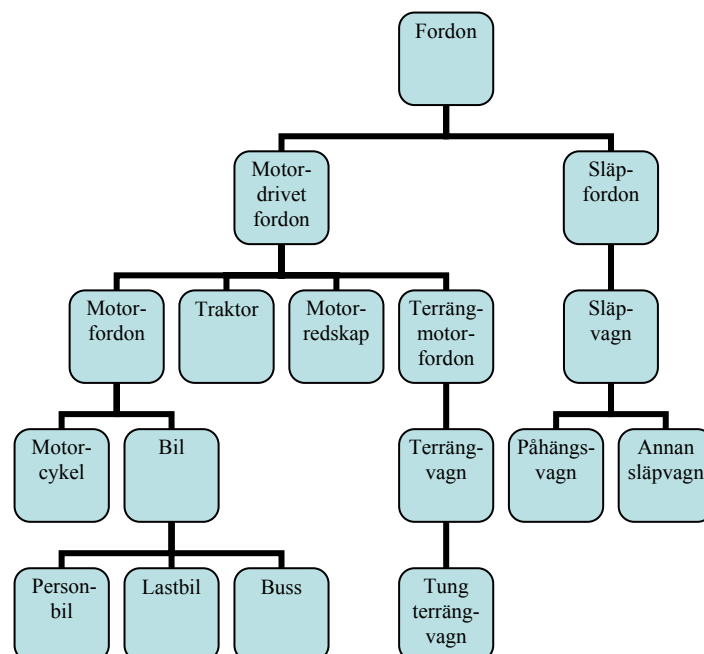 Fordon
Motor-
drivet
fordon
Släp-
fordon
Motor-
fordon
Traktor
Motor-
redskap
Terräng-
motor-
fordon
Släp-
vagn
Motor-
cykel
Bil
Terräng-
vagn
Påhängs-
vagn
Annan
släpvagn
Person-
bil
Lastbil
Buss
Tung
terräng-
vagn